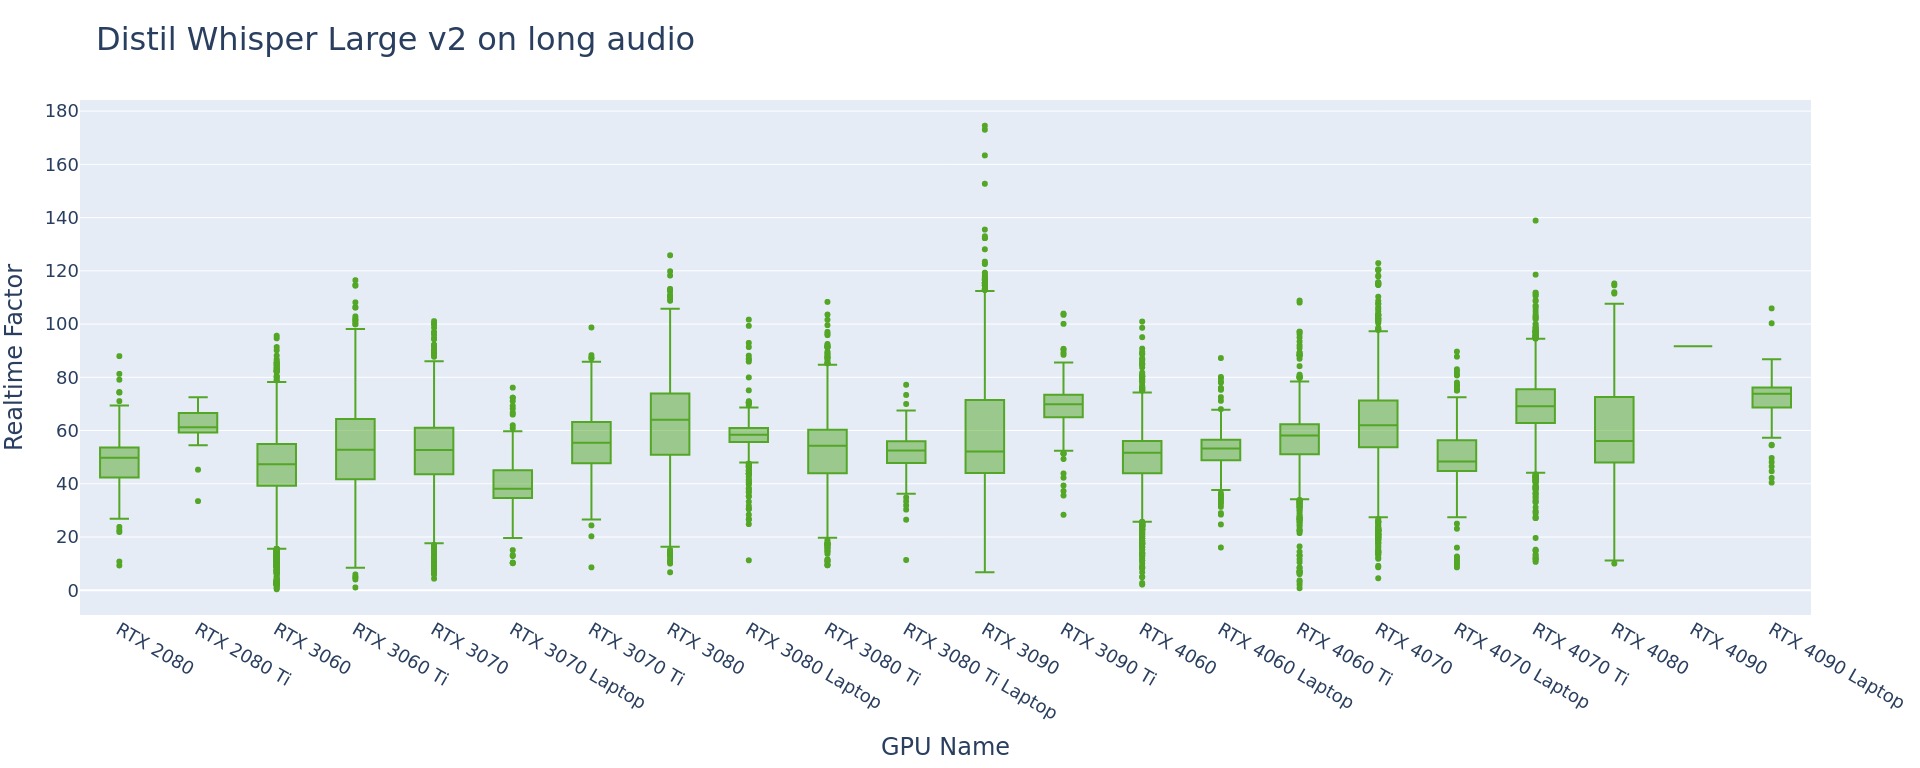 Distil Whisper Large v2 on long audio
180
160
140
120
100
80
60
40
20
0
Realtime Factor
RTX 2080
RTX 2080 Ti
RTX 3060
RTX 3060 Ti
RTX 3070
RTX 3070 Laptop
RTX 3070 Ti
RTX 3080
RTX 3080 Laptop
RTX 3080 Ti
RTX 3080 Ti Laptop
RTX 3090
RTX 3090 Ti
RTX 4060
RTX 4060 Laptop
RTX 4060 Ti
RTX 4070
RTX 4070 Laptop
RTX 4070 Ti
RTX 4080
RTX 4090
RTX 4090 Laptop
GPU Name